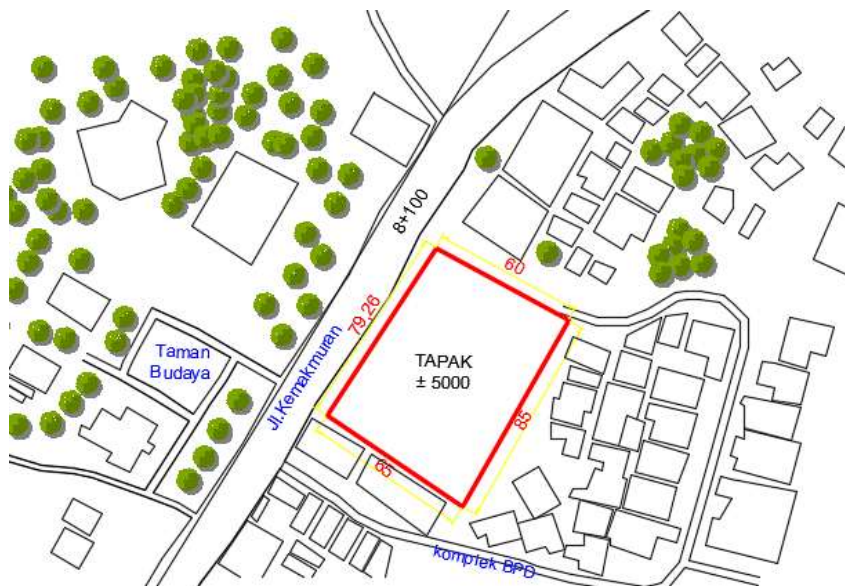 8+100
60
79,26
Taman
Budaya
Jl.Kemakmuran
TAPAK
± 5000
85
65
komplek BPD